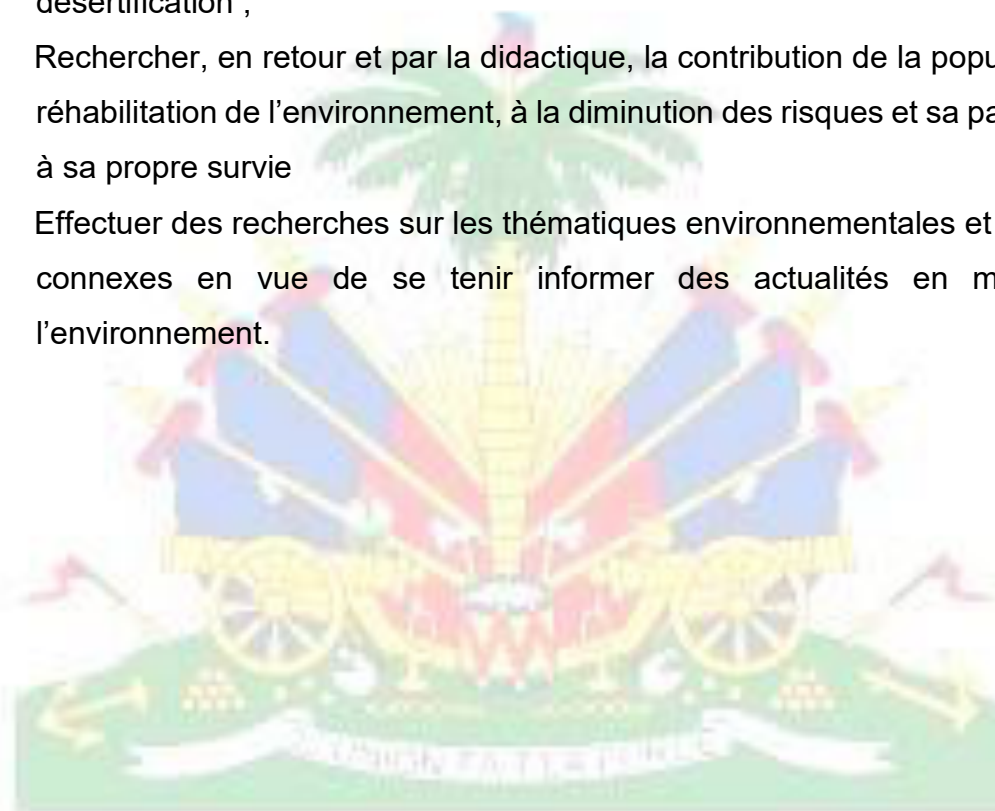 désertification ;
Rechercher, en retour et par la didactique, la contribution de la popu
réhabilitation de l’environnement, à la diminution des risques et sa pa
à sa propre survie
Effectuer des recherches sur les thématiques environnementales et
connexes en vue de se tenir informer des actualités en m
l’environnement.